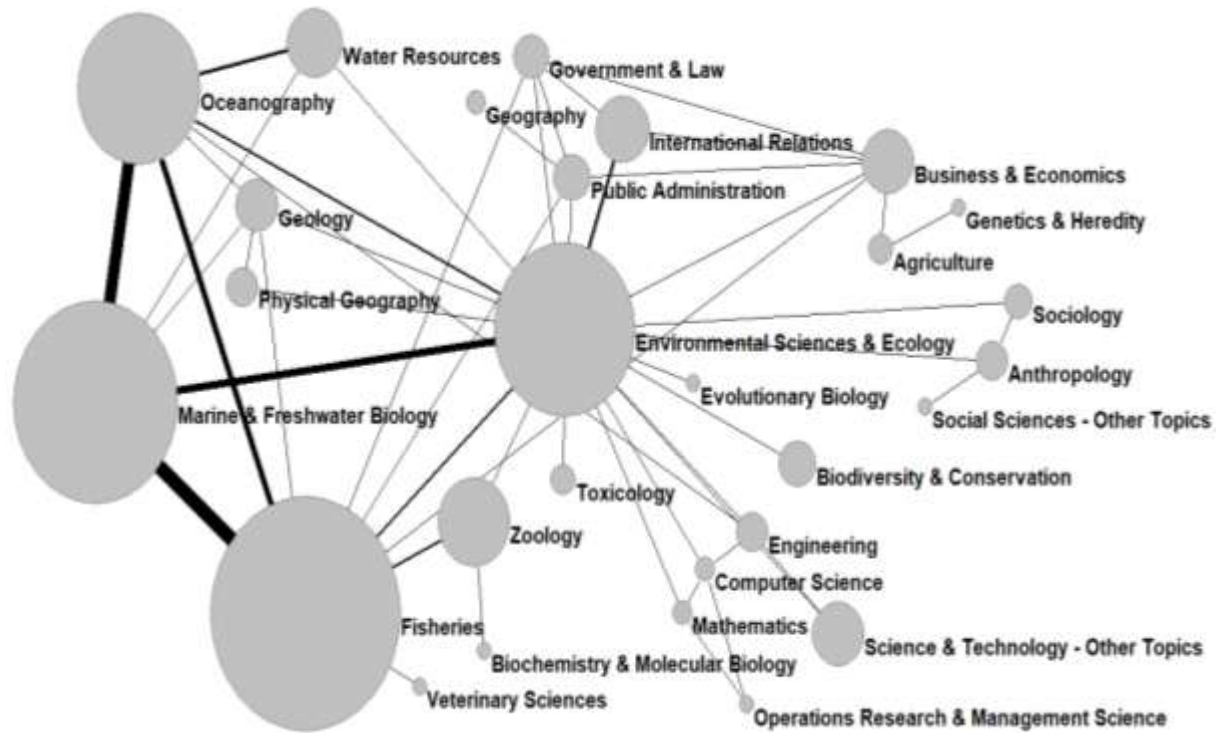 Water Resources
Government & Law
Oceanography
Geography
International Relations
Public Administration
Business & Economics
Geology
Genetics & Heredity
Agriculture
Physical Geography
Sociology
Environmental Sciences & Ecology
Anthropology
Evolutionary Biology
Marine & Freshwater Biology
Social Sciences - Other Topics
Biodiversity & Conservation
Toxicology
Zoology
Engineering
Computer Science
Fisheries
Mathematics
Science & Technology - Other Topics
Biochemistry & Molecular Biology
Veterinary Sciences
Operations Research & Management Science